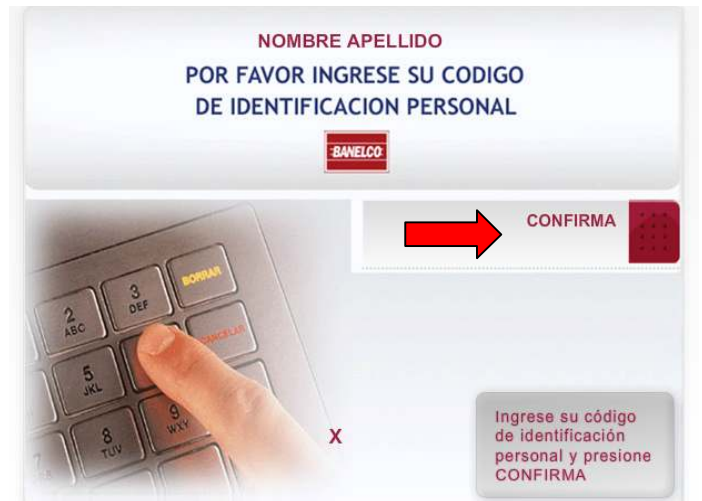 NOMBRE APELLIDO
POR FAVOR INGRESE SU CODIGO
DE IDENTIFICACION PERSONAL
BANELCO
CONFIRMA
BORRAR
3
DEF
2
ABC
CANCELAR
5
JKL
9
WXY
8
TUV
X
Ingrese su código
de identificación
personal y presione
CONFIRMA